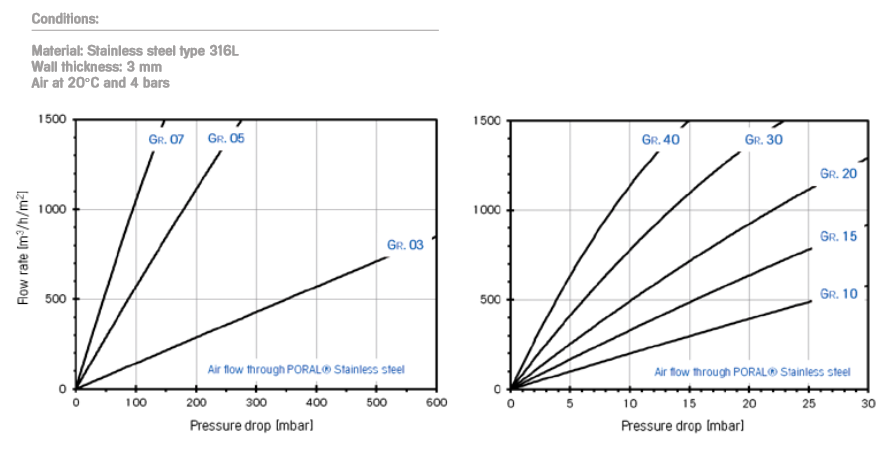 Conditions:
Material: Stainless steel type 316L
Wall thickness: 3 mm
Air at 20°C and 4 bars
1500
1000
500
0
Flow rate [m³/h/m²]
GR. 07
GR. 05
GR. 03
Air flow through PORAL® Stainless steel
0 100 200 300 400 500 600
Pressure drop [mbar]
1500
1000
500
0
GR. 40
GR. 30
GR. 20
GR. 15
GR. 10
Air flow through PORAL® Stainless steel
0 5 10 15 20 25 30
Pressure drop [mbar]